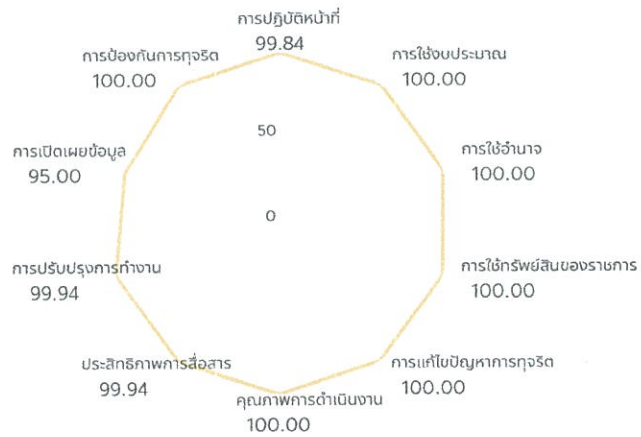 การปฏิบัติหน้าที่
99.84
การป้องกันการทุจริต
100.00
การใช้งบประมาณ
100.00
50
การเปิดเผยข้อมูล
95.00
การใช้อำนาจ
100.00
0
การปรับปรุงการทำงาน
99.94
การใช้ทรัพย์สินของราชการ
100.00
ประสิทธิภาพการสื่อสาร
99.94
การแก้ไขปัญหาการทุจริต
100.00
คุณภาพการดำเนินงาน
100.00